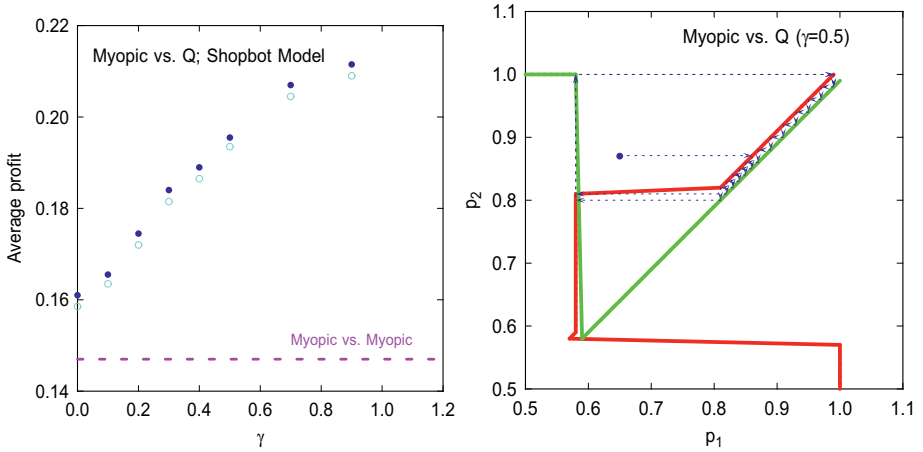 Myopic vs. Q; Shopbot Model
0.22
0.20
0.18
0.16
0.14
Average profit
Myopic vs. Myopic
0.0 0.2 0.4 0.6 0.8 1.0 1.2
γ
Myopic vs. Q (γ=0.5)
1.1
1.0
0.9
0.8
0.7
0.6
0.5
p2
0.5 0.6 0.7 0.8 0.9 1.0 1.1
p1